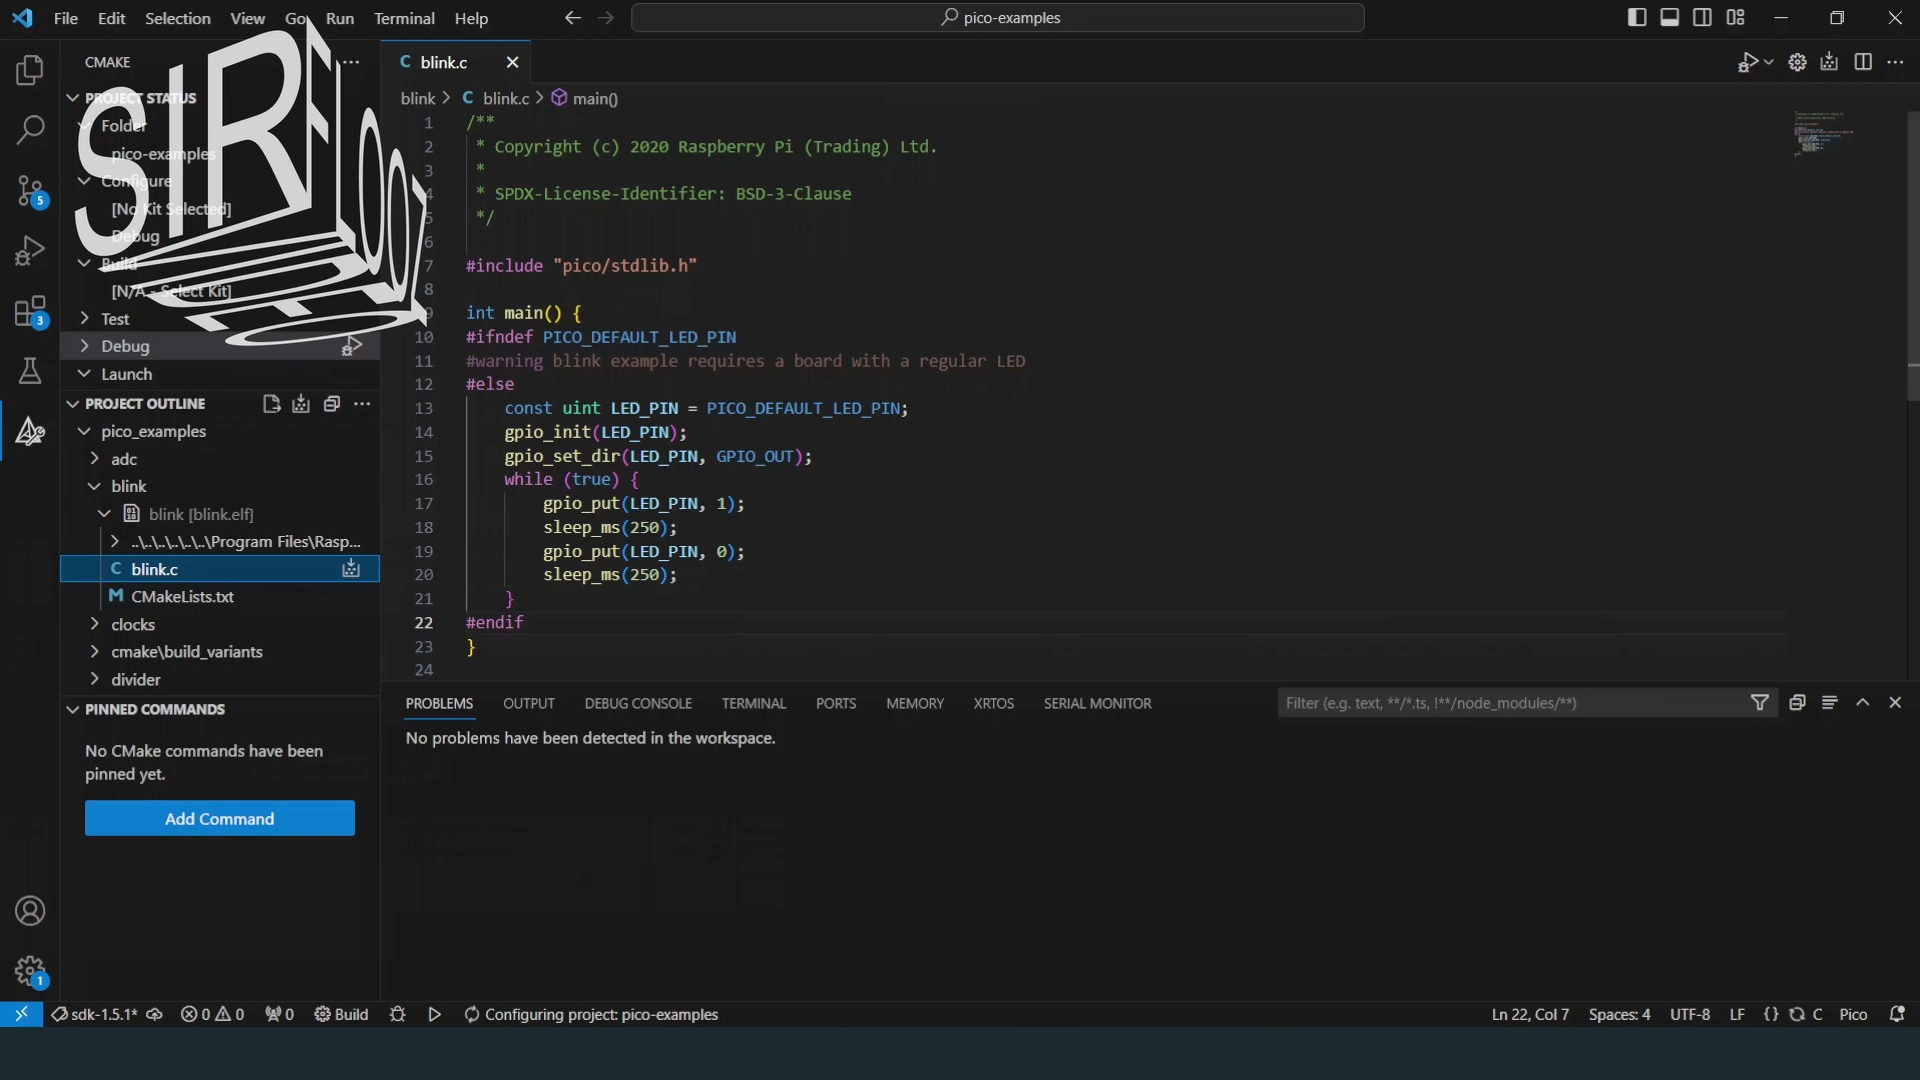 File Edit Selection View Go Run Terminal Help
pico-examples
CMAKE
PROJECT STATUS
Folder
pico-examples
Configure
[No Kit Selected]
Debug
Build
[N/A - Select Kit]
Test
Debug
Launch
PROJECT OUTLINE
pico_examples
adc
blink
blink [blink.elf]
..\..\..\..\..\..\Program Files\Rasp...
C blink.c
M CMakeLists.txt
clocks
cmake\build_variants
divider
PINNED COMMANDS
No CMake commands have been
pinned yet.
Add Command
5
3
1
SIRI
C blink.c
blink > C blink.c > main()
1 /**
2 * Copyright (c) 2020 Raspberry Pi (Trading) Ltd.
3 *
4 * SPDX-License-Identifier: BSD-3-Clause
5 */
6
7 #include "pico/stdlib.h"
8
9 int main() {
10 #ifndef PICO_DEFAULT_LED_PIN
11 #warning blink example requires a board with a regular LED
12 #else
13 const uint LED_PIN = PICO_DEFAULT_LED_PIN;
14 gpio_init(LED_PIN);
15 gpio_set_dir(LED_PIN, GPIO_OUT);
16 while (true) {
17 gpio_put(LED_PIN, 1);
18 sleep_ms(250);
19 gpio_put(LED_PIN, 0);
20 sleep_ms(250);
21 }
22 #endif
23 }
24
PROBLEMS OUTPUT DEBUG CONSOLE TERMINAL PORTS MEMORY XRTOS SERIAL MONITOR
Filter (e.g. text, **/*.ts, !**/node_modules/**)
No problems have been detected in the workspace.
sdk-1.5.1* 0 0 0 Build Configuring project: pico-examples
Ln 22, Col 7 Spaces: 4 UTF-8 LF {} C Pico